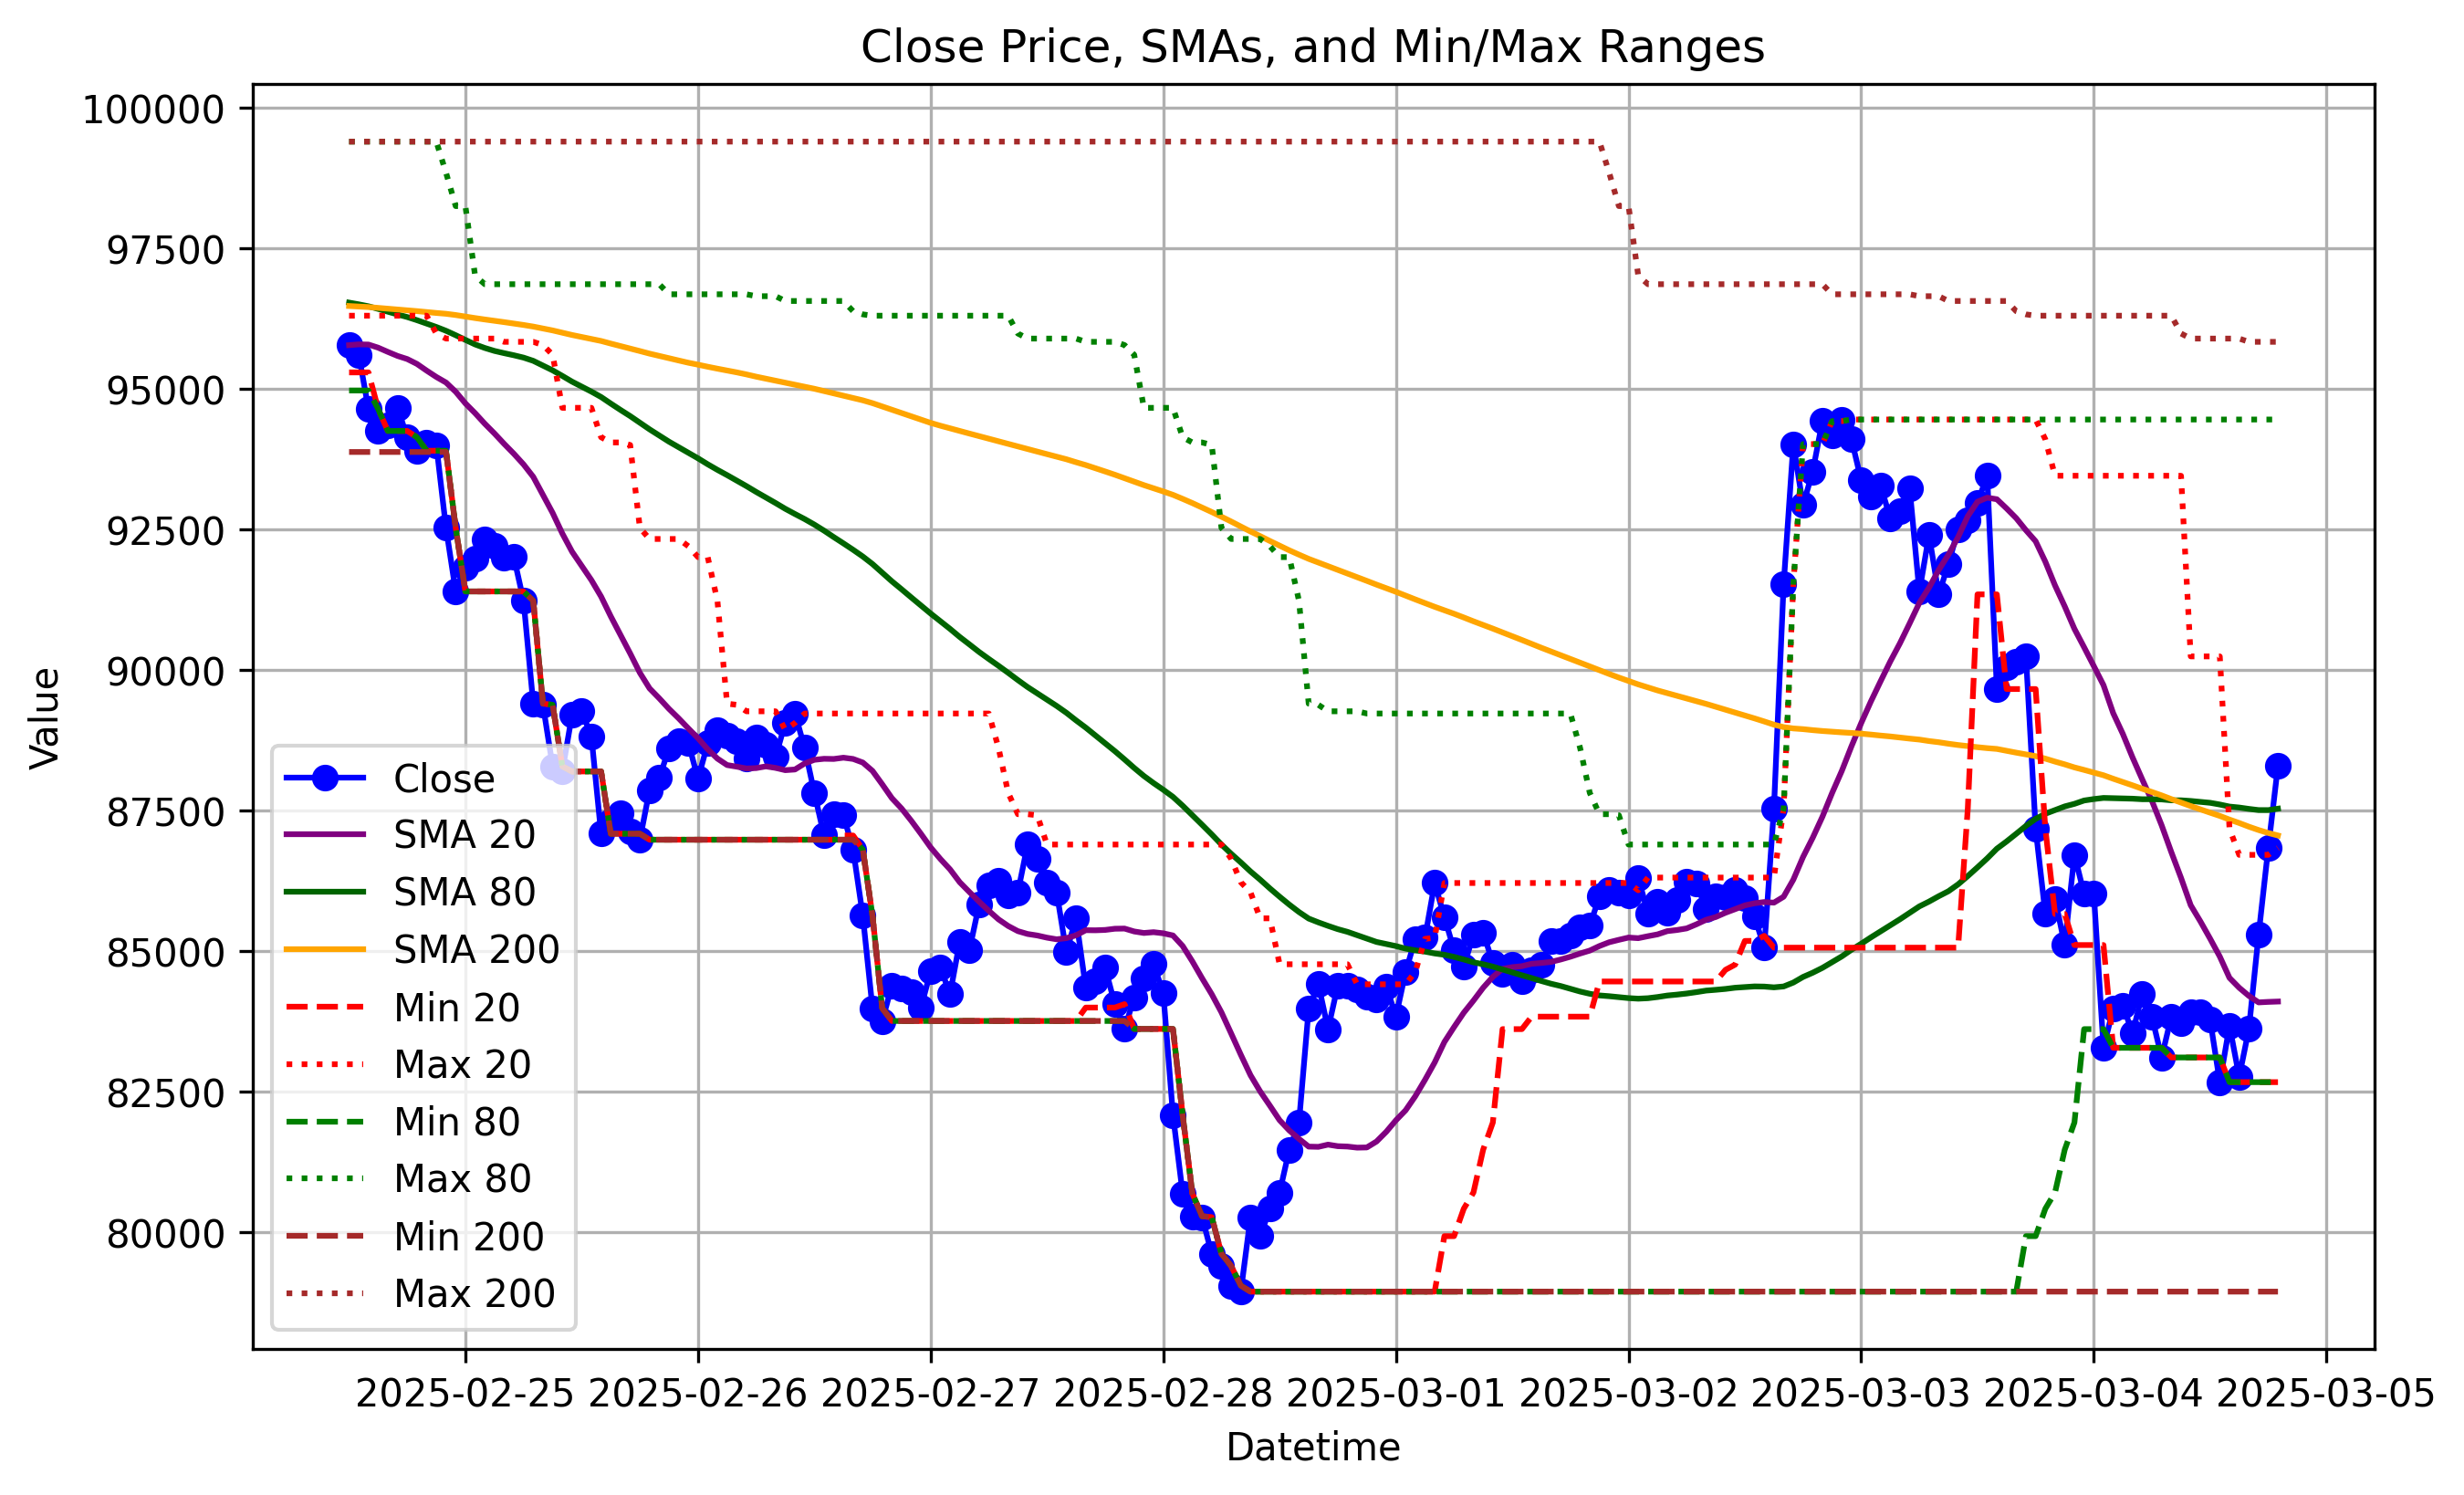 Close Price, SMAs, and Min/Max Ranges
100000
97500
95000
92500
90000
87500
85000
82500
80000
Value
Close
SMA 20
SMA 80
SMA 200
Min 20
Max 20
Min 80
Max 80
Min 200
Max 200
2025-02-25 2025-02-26 2025-02-27 2025-02-28 2025-03-01 2025-03-02 2025-03-03 2025-03-04 2025-03-05
Datetime